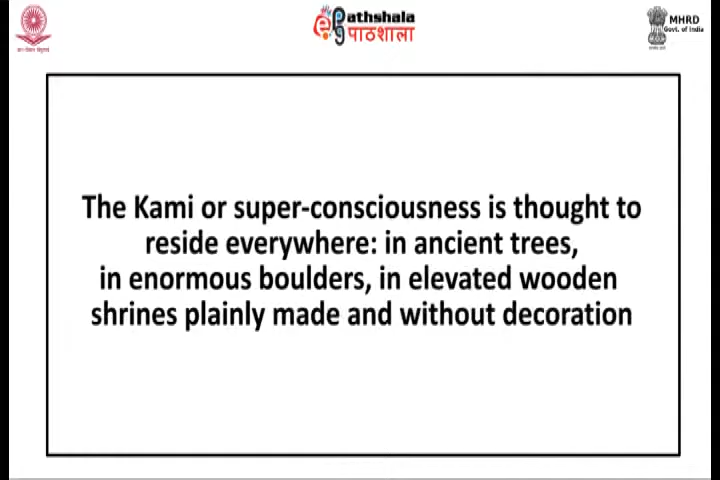 ePathshala
पाठशाला
MHRD
Govt. of India
The Kami or super-consciousness is thought to
reside everywhere: in ancient trees,
in enormous boulders, in elevated wooden
shrines plainly made and without decoration